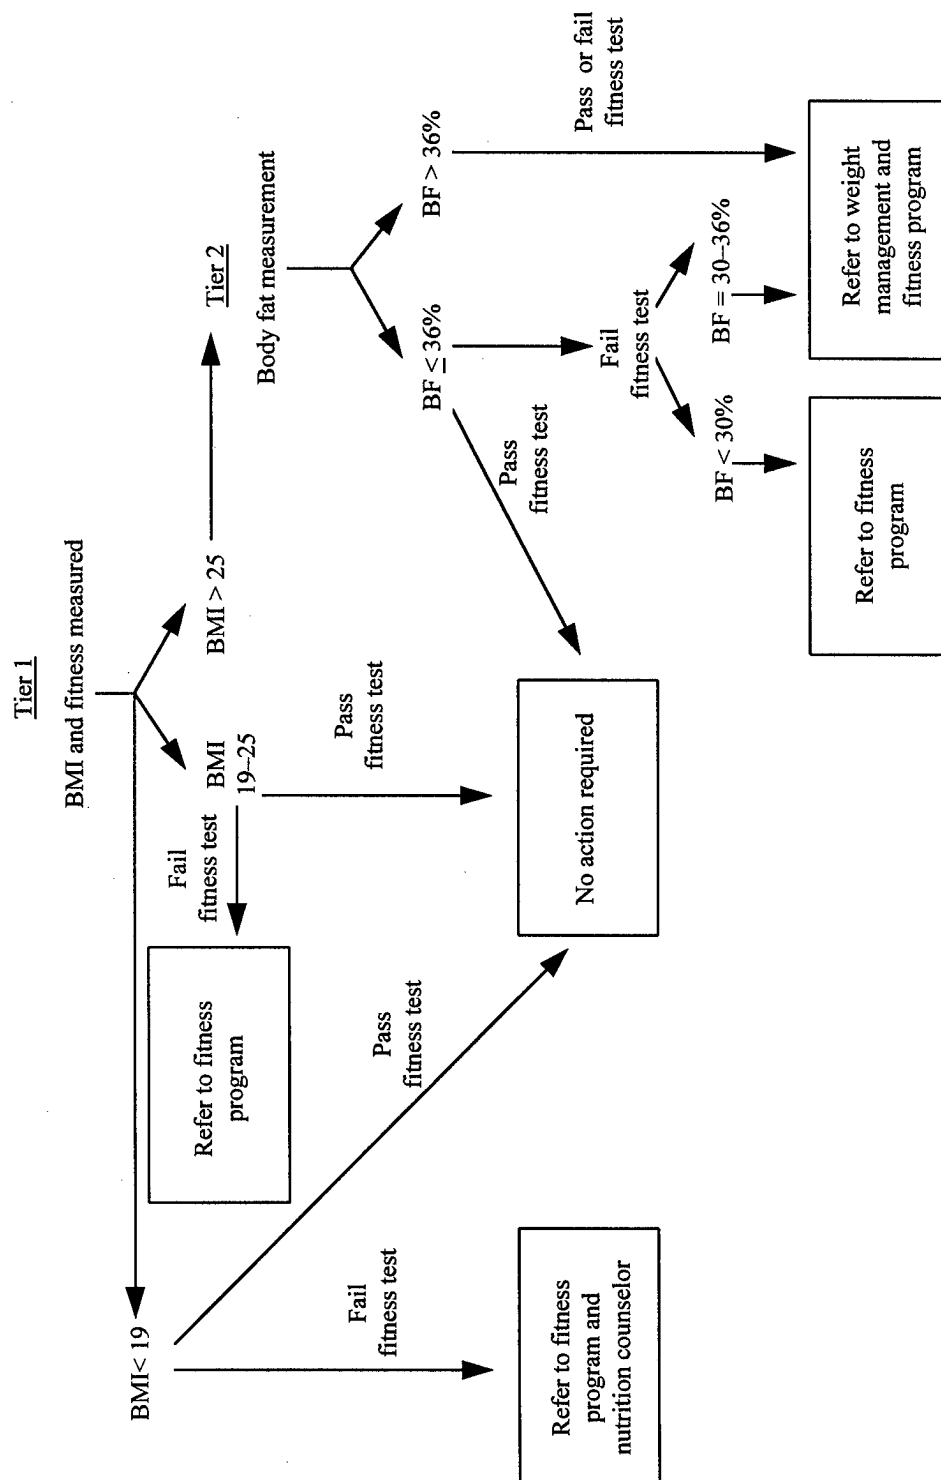 Tier 1
BMI and fitness measured
BMI< 19
BMI
19–25
BMI > 25
Tier 2
Body fat measurement
Fail
fitness test
Pass
fitness test
Pass
fitness test
Fail
fitness test
Refer to fitness
program
BF ≤ 36%
BF > 36%
Pass
fitness test
Fail
fitness test
Pass or fail
fitness test
BF < 30%
BF = 30–36%
Refer to fitness
program and
nutrition counselor
No action required
Refer to fitness
program
Refer to weight
management and
fitness program